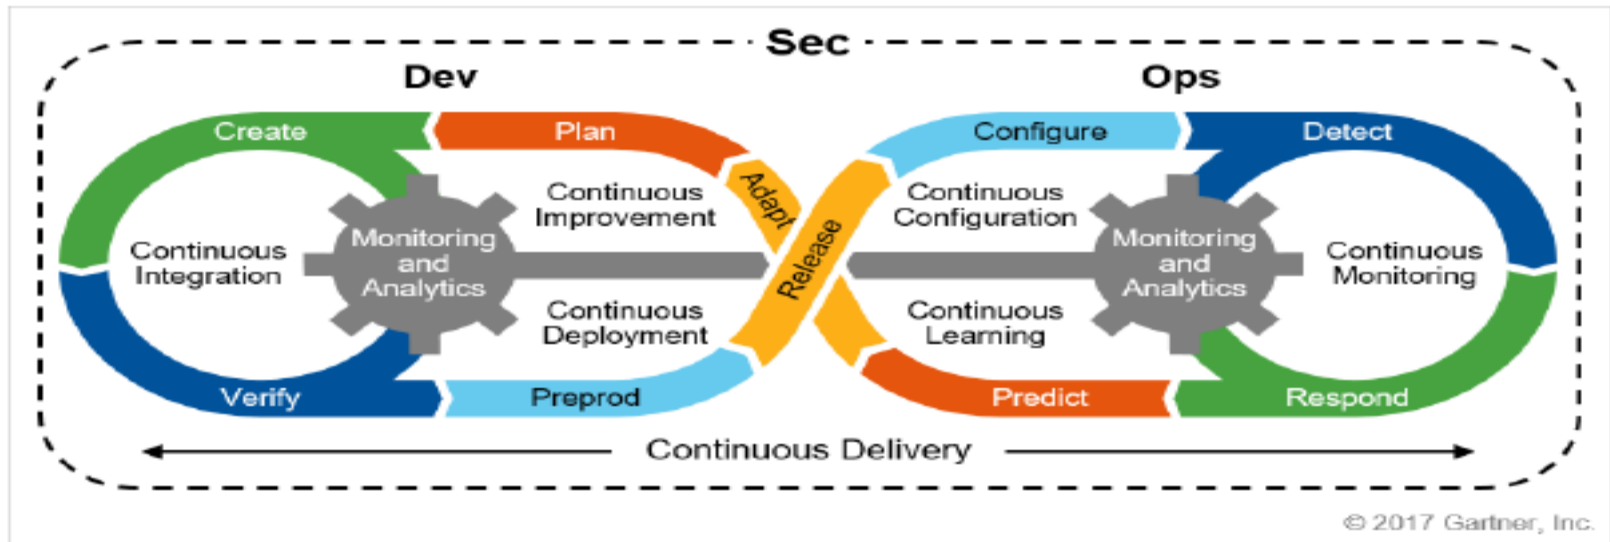 Sec
Dev
Ops
Create
Plan
Configure
Detect
Adapt
Release
Continuous
Improvement
Continuous
Configuration
Continuous
Integration
Monitoring
and
Analytics
Monitoring
and
Analytics
Continuous
Monitoring
Continuous
Deployment
Continuous
Learning
Verify
Preprod
Predict
Respond
Continuous Delivery
© 2017 Gartner, Inc.